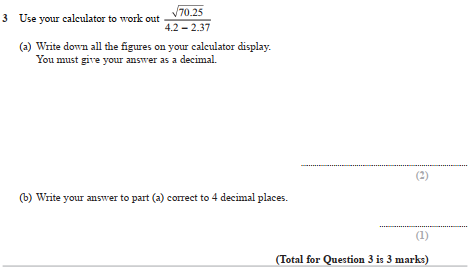 3 Use your calculator to work out √70.25 / 4.2 – 2.37
(a) Write down all the figures on your calculator display.
You must give your answer as a decimal.
(2)
(b) Write your answer to part (a) correct to 4 decimal places.
(1)
(Total for Question 3 is 3 marks)